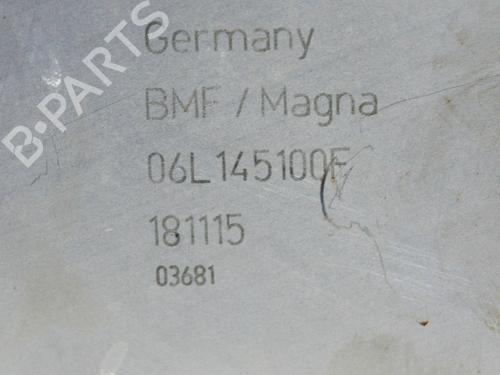 Germany
BMF / Magna
06L145100F
181115
03681
B-PARTS